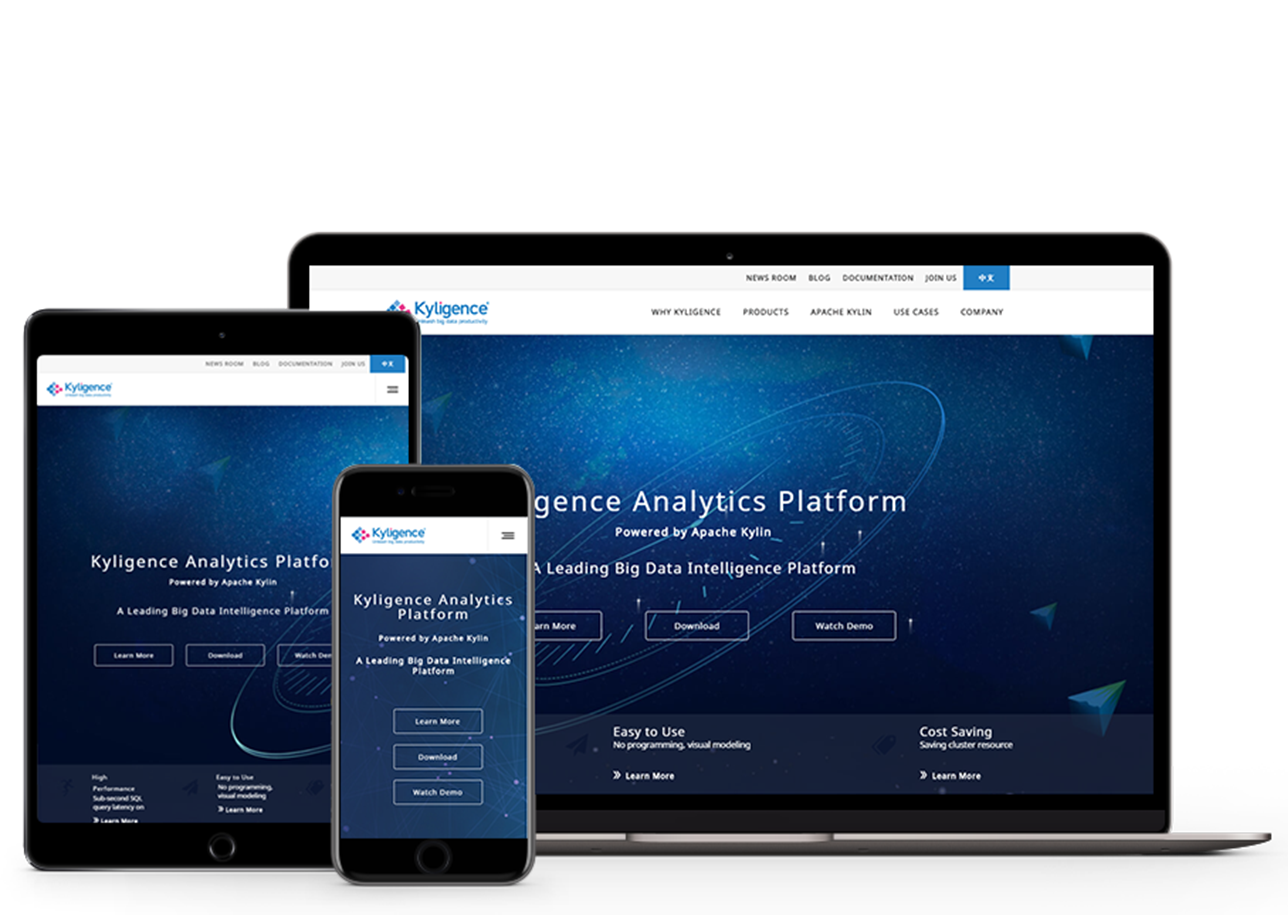 NEWS ROOM BLOG DOCUMENTATION JOIN US 中文
Kyligence
big data productivity
WHY KYLIGENCE PRODUCTS APACHE KYLIN USE CASES COMPANY
gence Analytics Platform
Powered by Apache Kylin
A Leading Big Data Intelligence Platform
arn More Download Watch Demo
Easy to Use
No programming, visual modeling
Learn More
Cost Saving
Saving cluster resource
Learn More
NEWS ROOM BLOG DOCUMENTATION JOIN US 中文
Kyligence
Unleash big data productivity
Kyligence Analytics Platfo
Powered by Apache Kylin
A Leading Big Data Intelligence Platform
Learn More Download Watch Dem
High
Performance
Sub-second SQL
query latency on
Learn More
Easy to Use
No programming,
visual modeling
Learn More
Kyligence
Unleash big data productivity
Kyligence Analytics
Platform
Powered by Apache Kylin
A Leading Big Data Intelligence
Platform
Learn More
Download
Watch Demo